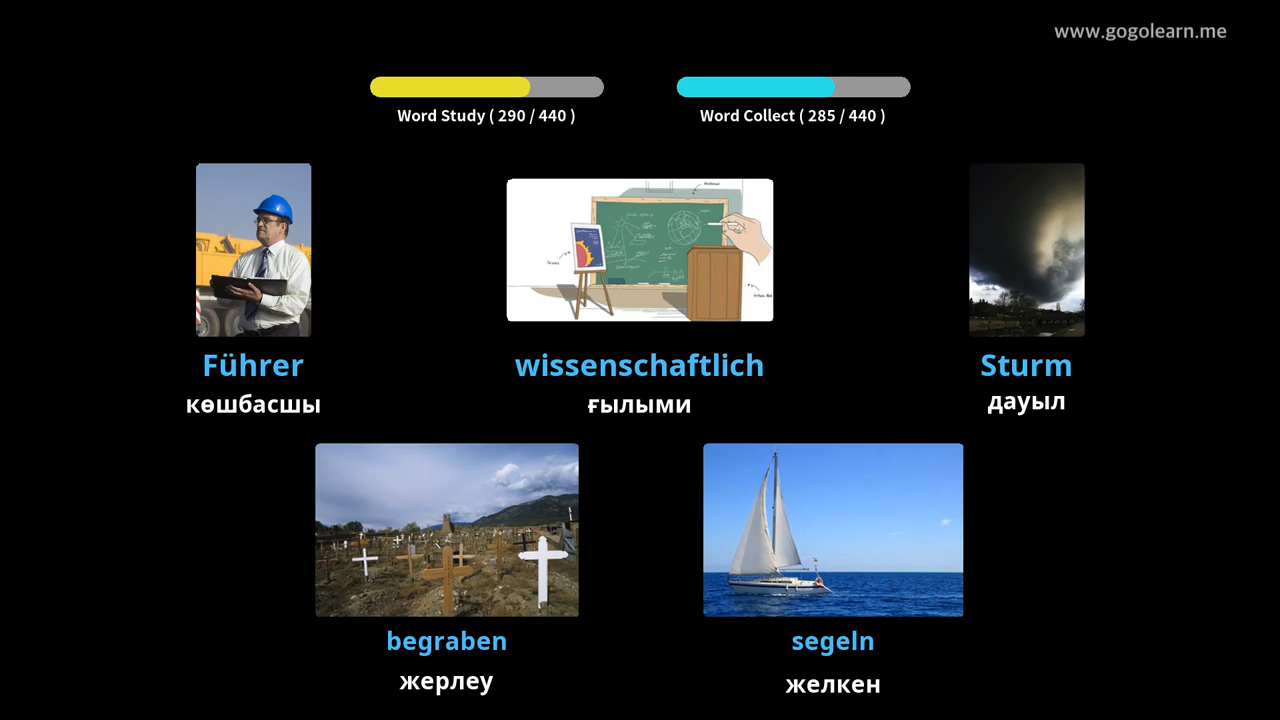 www.gogolearn.me
Word Study ( 290 / 440 )
Word Collect ( 285 / 440 )
Führer
көшбасшы
wissenschaftlich
ғылыми
Sturm
дауыл
begraben
жерлеу
segeln
желкен